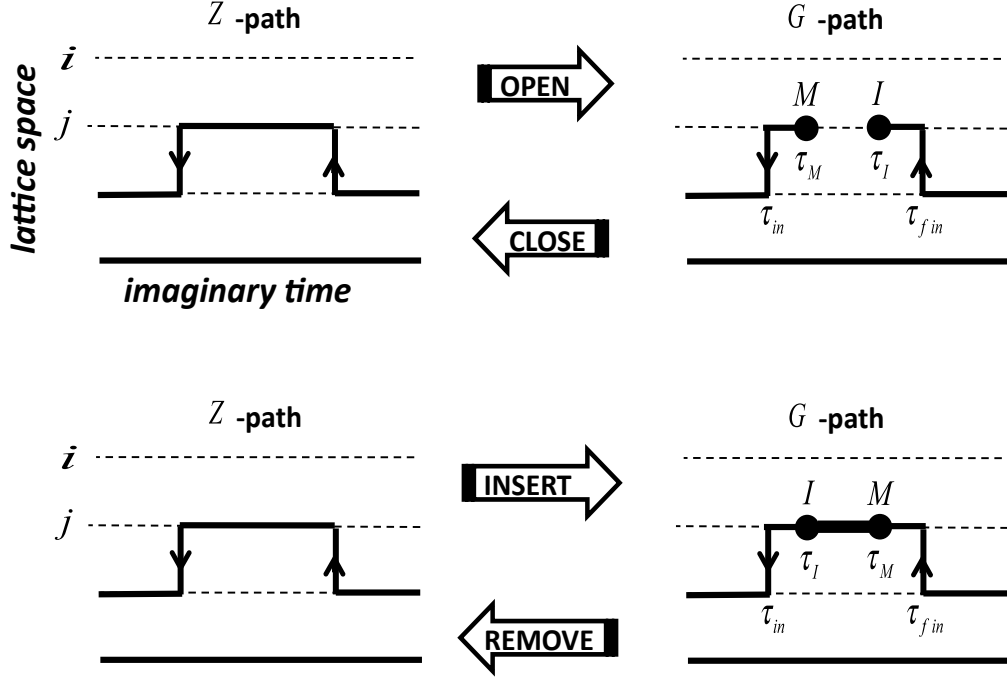 Z -path
G -path
lattice space
i
j
OPEN
M I
τ_M τ_I
τ_in τ_fin
CLOSE
imaginary time
Z -path
G -path
i
j
INSERT
I M
τ_I τ_M
τ_in τ_fin
REMOVE